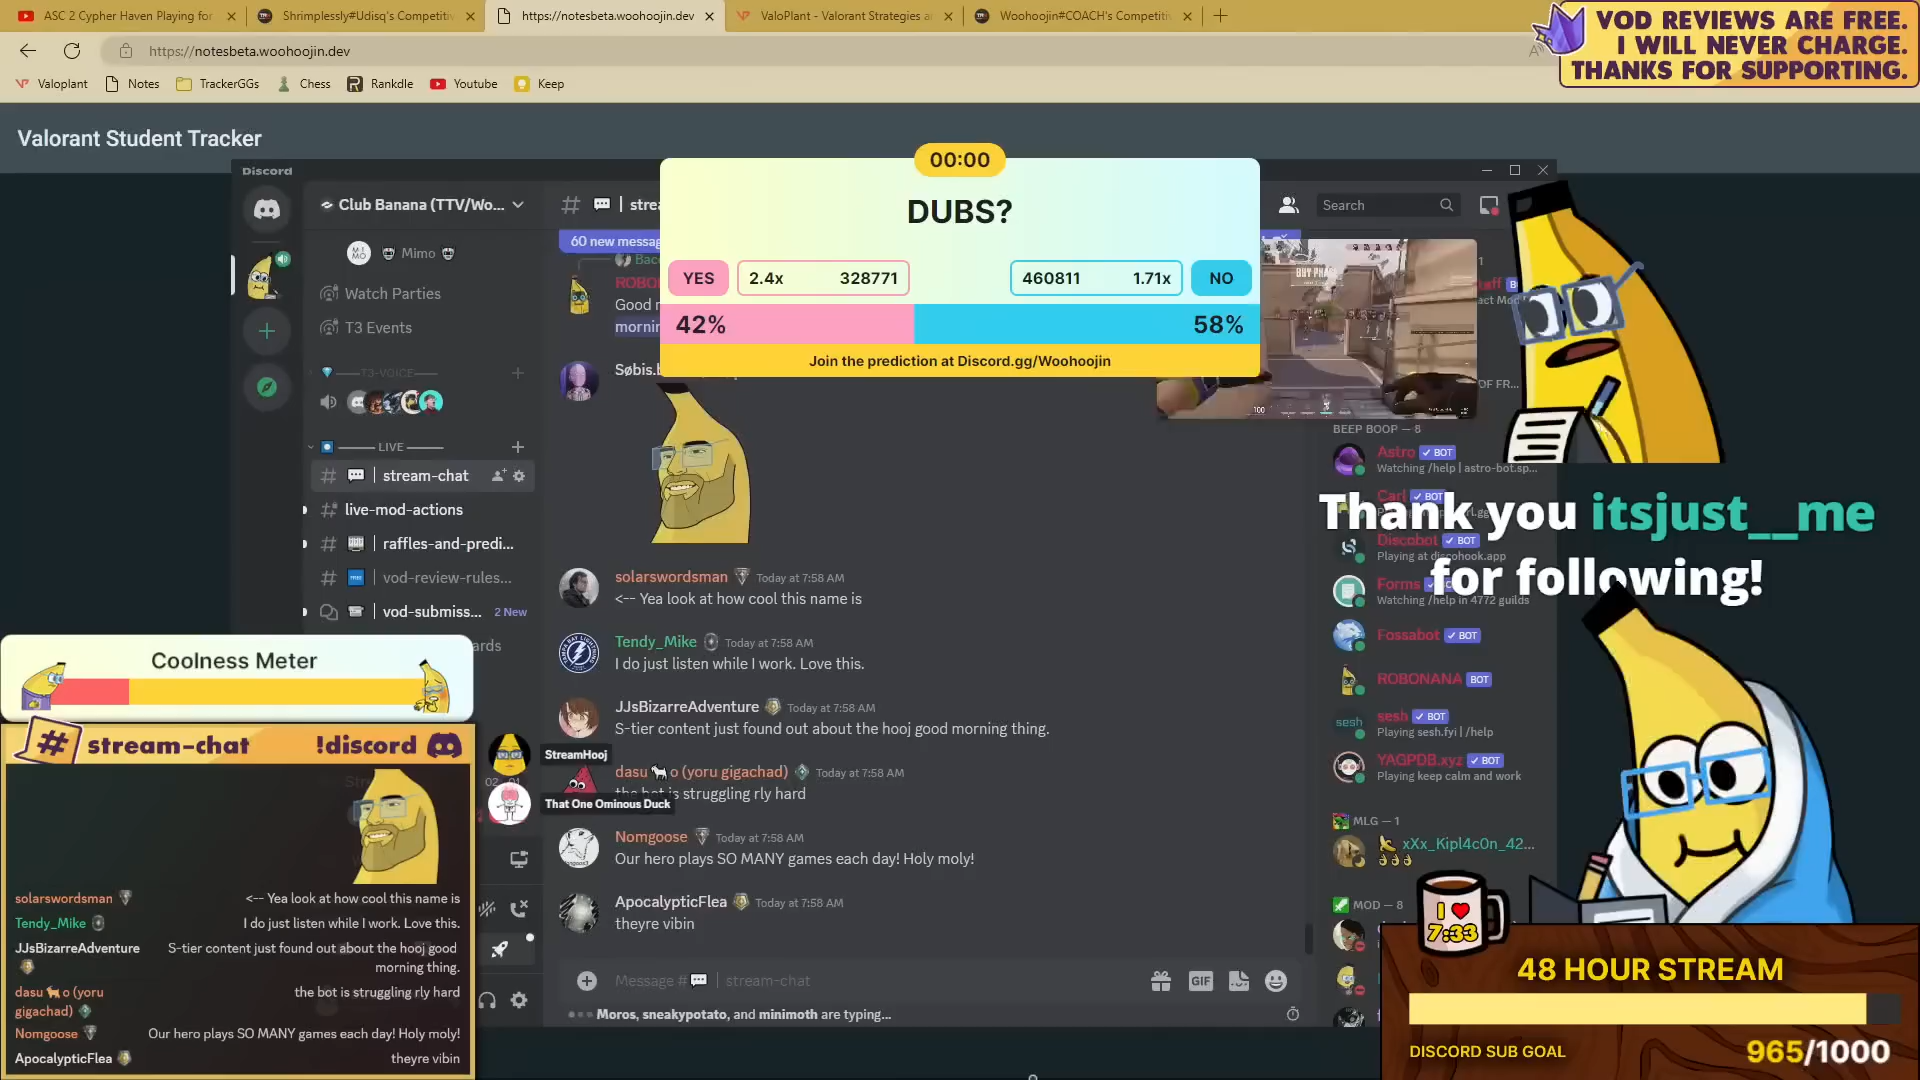 ASC 2 Cypher Haven Playing for
Shrimplessly#Udisq's Competitiv
https://notesbeta.woohoojin.dev
ValoPlant - Valorant Strategies a
Woohoojin#COACH's Competiti
https://notesbeta.woohoojin.dev
Valoplant
Notes
TrackerGGs
Chess
Rankdle
Youtube
Keep
VOD REVIEWS ARE FREE.
I WILL NEVER CHARGE.
THANKS FOR SUPPORTING.
Valorant Student Tracker
Discord
Club Banana (TTV/Wo...
Mimo
Watch Parties
T3 Events
T3-VOICE
LIVE
# | stream-chat
live-mod-actions
# | raffles-and-predi...
# | vod-review-rules...
vod-submiss... 2 New
ards
# | strea
Search
60 new messag
00:00
DUBS?
YES 2.4x 328771
460811 1.71x NO
42% 58%
Join the prediction at Discord.gg/Woohoojin
BUY PHASE
100
solarswordsman Today at 7:58 AM
<-- Yea look at how cool this name is
Tendy_Mike Today at 7:58 AM
I do just listen while I work. Love this.
JJsBizarreAdventure Today at 7:58 AM
S-tier content just found out about the hooj good morning thing.
dasu o (yoru gigachad) Today at 7:58 AM
the bot is struggling rly hard
Nomgoose Today at 7:58 AM
Our hero plays SO MANY games each day! Holy moly!
ApocalypticFlea Today at 7:58 AM
theyre vibin
StreamHooj
That One Ominous Duck
Message # | stream-chat
GIF
Moros, sneakypotato, and minimoth are typing...
BEEP BOOP — 8
Astro BOT
Watching /help | astro-bot.sp...
Carl BOT
Discobot BOT
Playing at discohook.app
Forms
Watching /help in 4772 guilds
Fossabot BOT
ROBONANA BOT
sesh BOT
Playing sesh.fyi | /help
YAGPDB.xyz BOT
Playing keep calm and work
MLG — 1
xXx_Kipl4c0n_42...
MOD — 8
Thank you itsjust__me
for following!
Coolness Meter
# stream-chat !discord
solarswordsman <-- Yea look at how cool this name is
Tendy_Mike I do just listen while I work. Love this.
JJsBizarreAdventure S-tier content just found out about the hooj good
morning thing.
dasu o (yoru the bot is struggling rly hard
gigachad)
Nomgoose Our hero plays SO MANY games each day! Holy moly!
ApocalypticFlea theyre vibin
I
7:33
48 HOUR STREAM
DISCORD SUB GOAL 965/1000